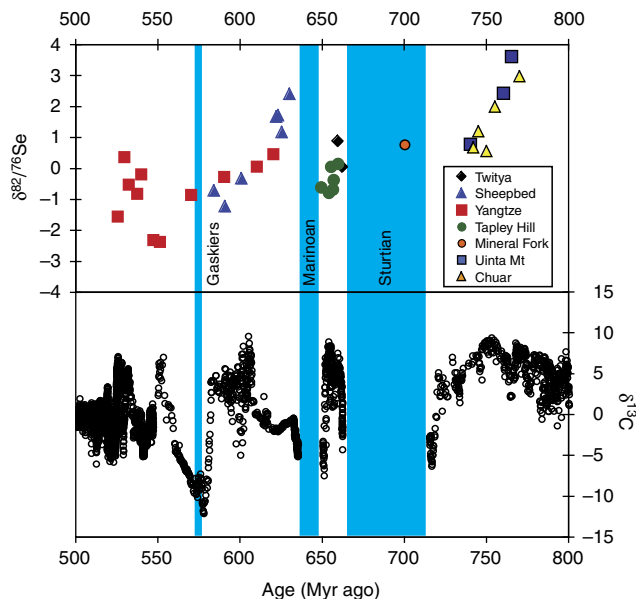 500 550 600 650 700 750 800
4
3
2
1
0
−1
−2
−3
−4
δ82/76Se
Gaskiers
Marinoan
Sturtian
Twitya
Sheepbed
Yangtze
Tapley Hill
Mineral Fork
Uinta Mt
Chuar
15
10
5
0
−5
−10
−15
δ13C
500 550 600 650 700 750 800
Age (Myr ago)